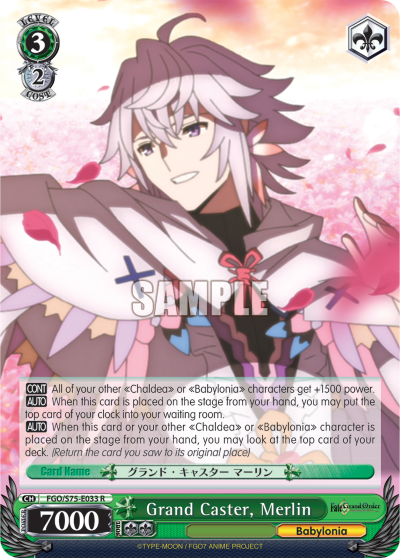 LEVEL
3
2
COST
SAMPLE
CONT All of your other «Chaldea» or «Babylonia» characters get +1500 power.
AUTO When this card is placed on the stage from your hand, you may put the
top card of your clock into your waiting room.
AUTO When this card or your other «Chaldea» or «Babylonia» character is
placed on the stage from your hand, you may look at the top card of your
deck. (Return the card you saw to its original place)
Card Name グランド・キャスター マーリン
CH FGO/S75-E033 R
POWER 7000 SOUL Grand Caster, Merlin Fate/Grand Order
Babylonia
©TYPE-MOON / FGO7 ANIME PROJECT